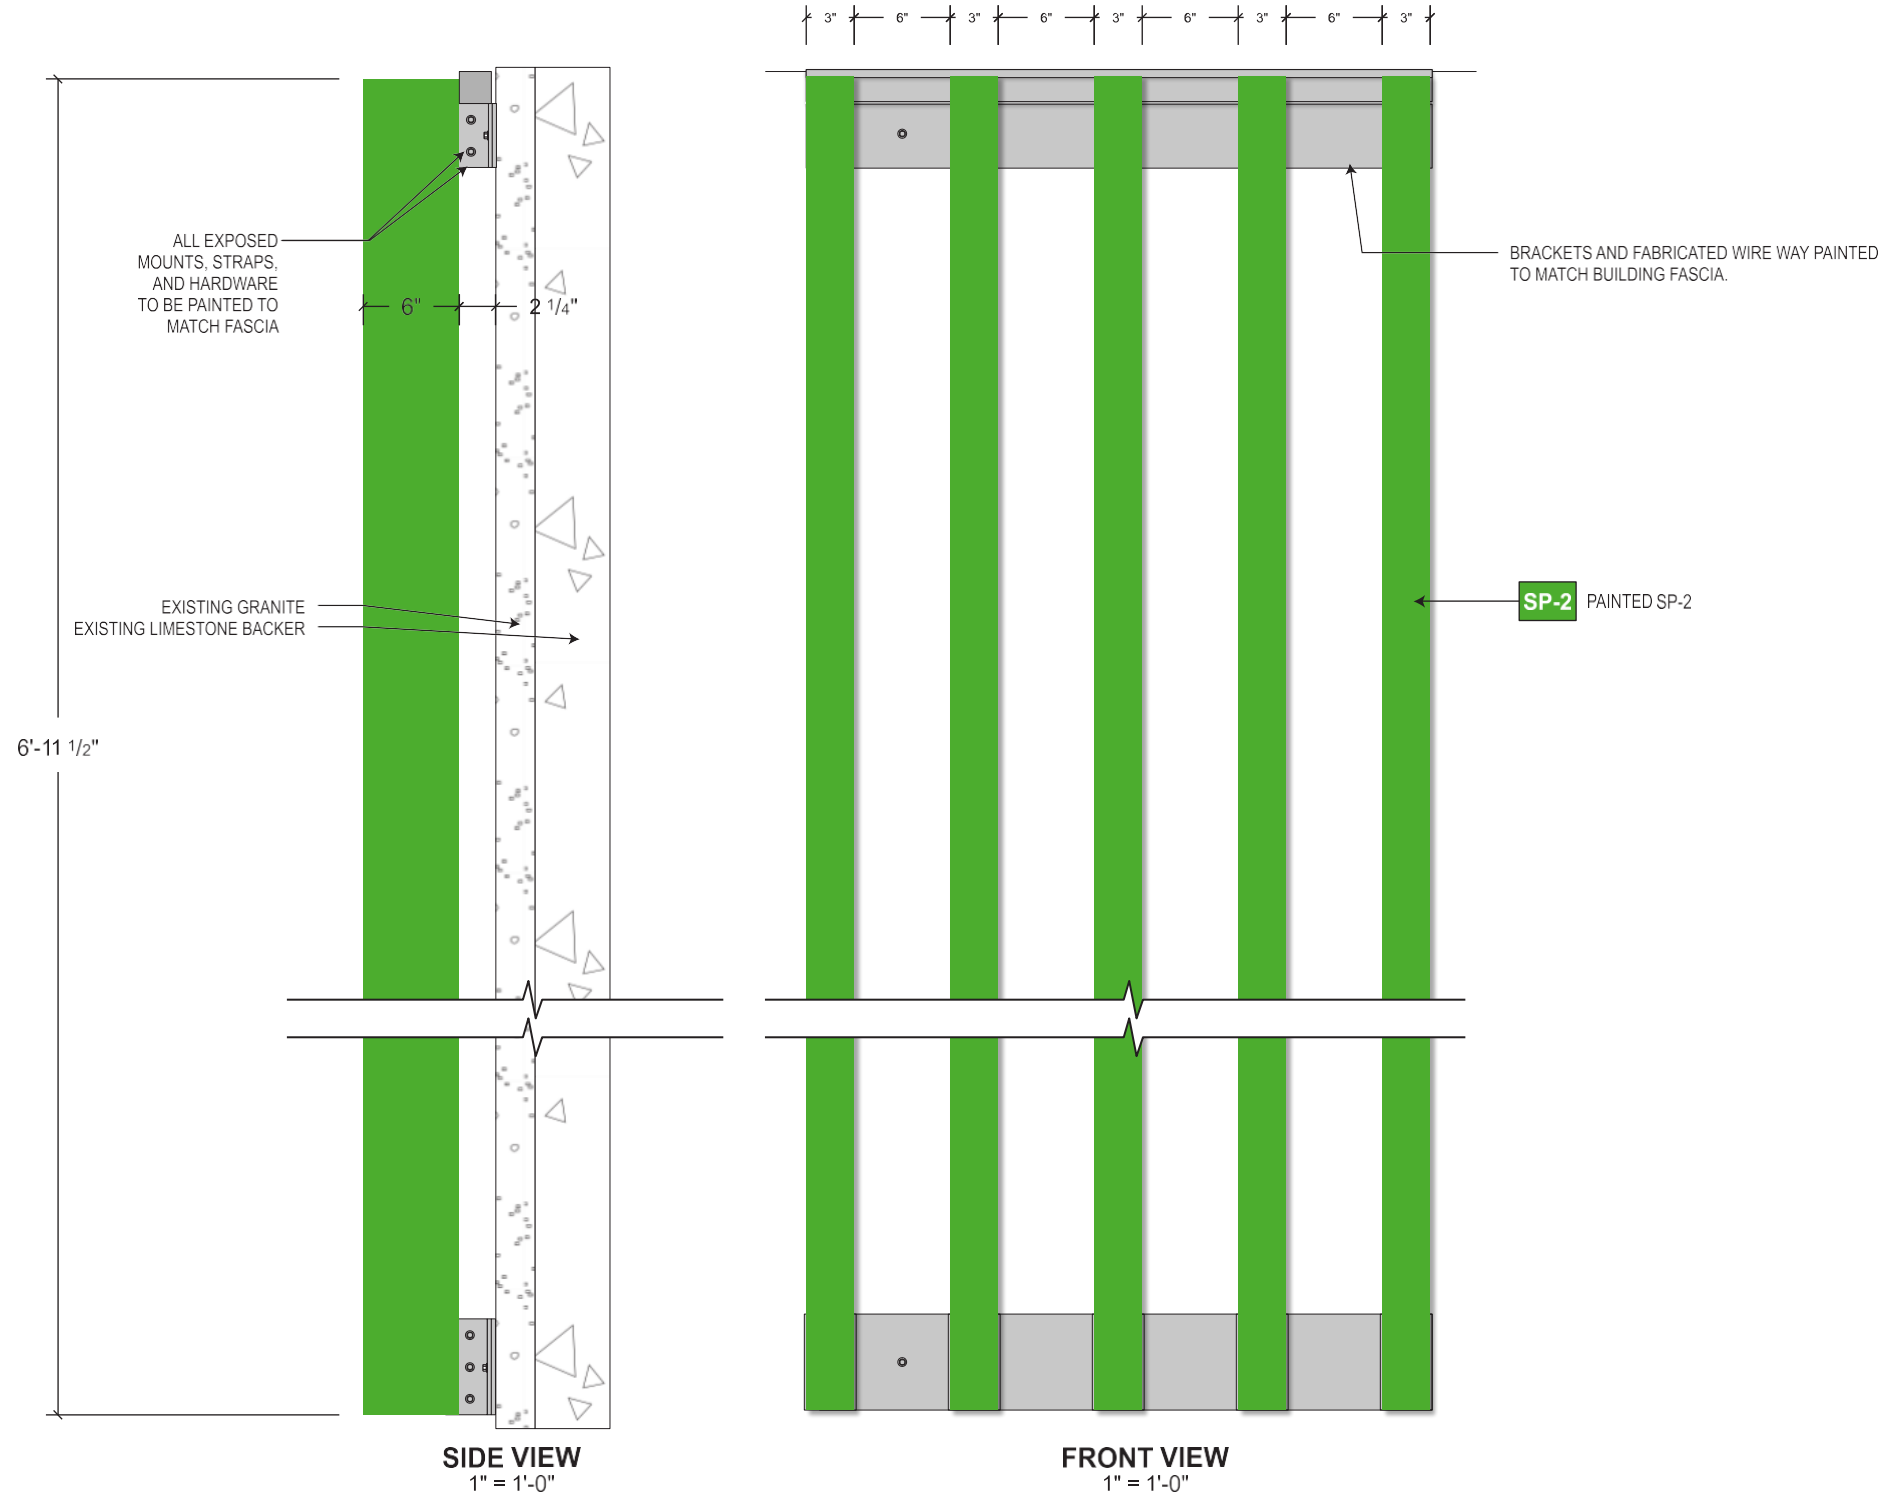 3" 6" 3" 6" 3" 6" 3" 6" 3"
ALL EXPOSED
MOUNTS, STRAPS,
AND HARDWARE
TO BE PAINTED TO
MATCH FASCIA
6" 2 1/4"
BRACKETS AND FABRICATED WIRE WAY PAINTED
TO MATCH BUILDING FASCIA.
EXISTING GRANITE
EXISTING LIMESTONE BACKER
SP-2 PAINTED SP-2
6'-11 1/2"
SIDE VIEW
1" = 1'-0"
FRONT VIEW
1" = 1'-0"